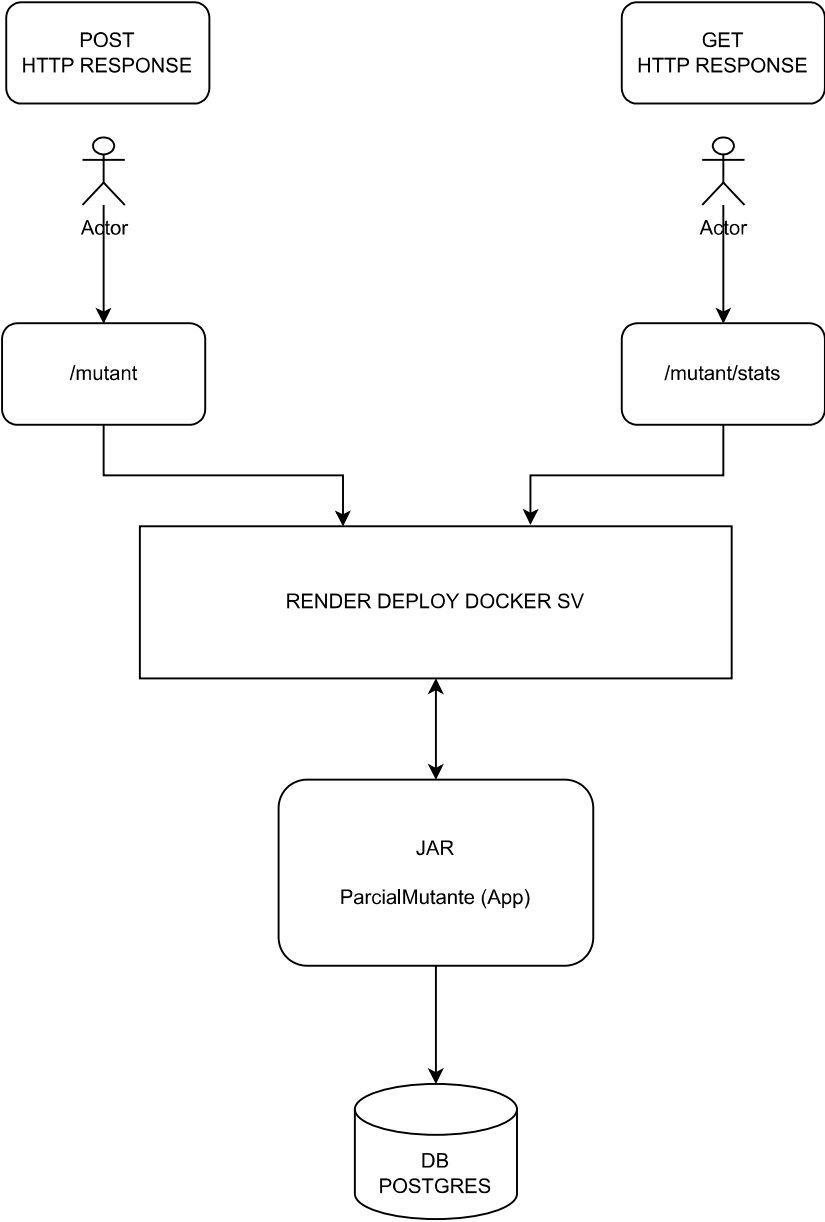 POST
HTTP RESPONSE
GET
HTTP RESPONSE
Actor
Actor
/mutant
/mutant/stats
RENDER DEPLOY DOCKER SV
JAR
ParcialMutante (App)
DB
POSTGRES